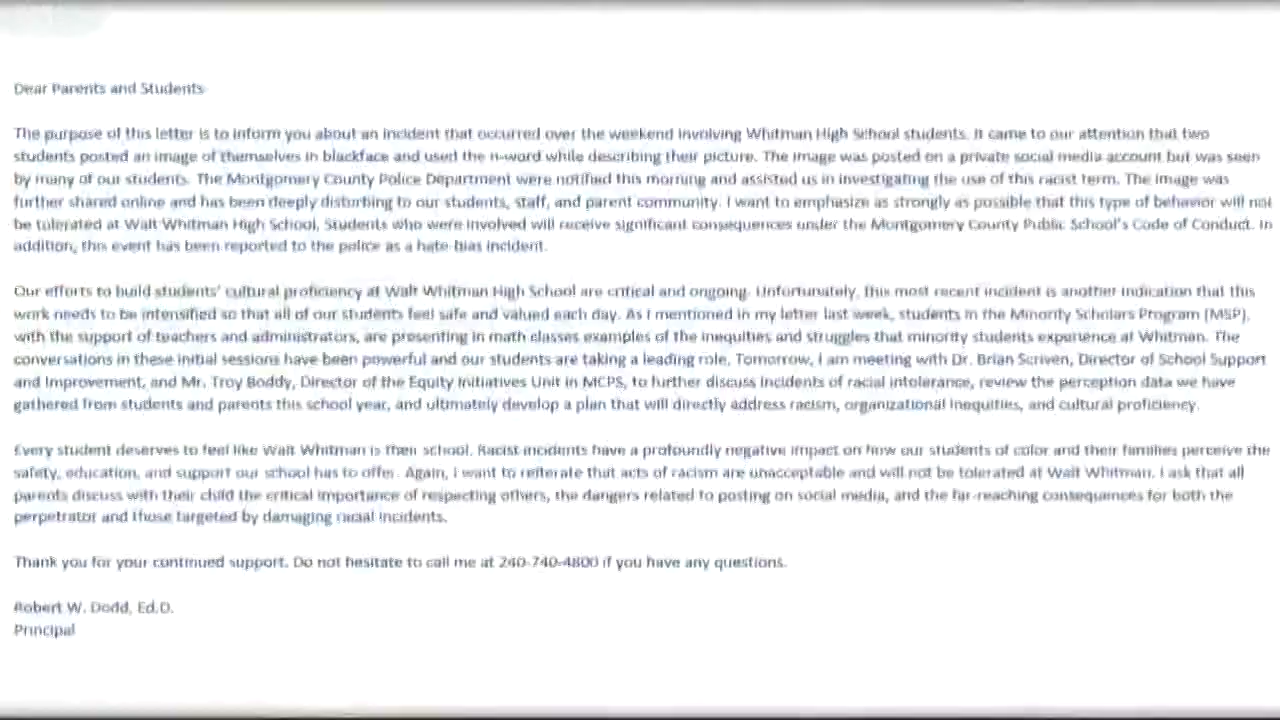 Dear Parents and Students
The purpose of this letter is to inform you about an incident that occurred over the weekend involving Whitman High School students. It came to our attention that two
students posted an image of themselves in blackface and used the n-word while describing their picture. The image was posted on a private social media account but was seen
by many of our students. The Montgomery County Police Department were notified this morning and assisted us in investigating the use of this racist term. The image was
further shared online and has been deeply disturbing to our students, staff, and parent community. I want to emphasize as strongly as possible that this type of behavior will not
be tolerated at Walt Whitman High School, Students who were involved will receive significant consequences under the Montgomery County Public School's Code of Conduct. In
addition, this event has been reported to the police as a hate-bias incident.
Our efforts to build students' cultural proficiency at Walt Whitman High School are critical and ongoing. Unfortunately, this most recent incident is another indication that this
work needs to be intensified so that all of our students feel safe and valued each day. As I mentioned in my letter last week, students in the Minority Scholars Program (MSP),
with the support of teachers and administrators, are presenting in math classes examples of the inequities and struggles that minority students experience at Whitman. The
conversations in these initial sessions have been powerful and our students are taking a leading role. Tomorrow, I am meeting with Dr. Brian Scriven, Director of School Support
and Improvement, and Mr. Troy Boddy, Director of the Equity Initiatives Unit in MCPS, to further discuss incidents of racial intolerance, review the perception data we have
gathered from students and parents this school year, and ultimately develop a plan that will directly address racism, organizational inequities, and cultural proficiency.
Every student deserves to feel like Walt Whitman is their school. Racist incidents have a profoundly negative impact on how our students of color and their families perceive the
safety, education, and support our school has to offer. Again, I want to reiterate that acts of racism are unacceptable and will not be tolerated at Walt Whitman. I ask that all
parents discuss with their child the critical importance of respecting others, the dangers related to posting on social media, and the far-reaching consequences for both the
perpetrator and those targeted by damaging racial incidents.
Thank you for your continued support. Do not hesitate to call me at 240-740-4800 if you have any questions.
Robert W. Dodd, Ed.D.
Principal